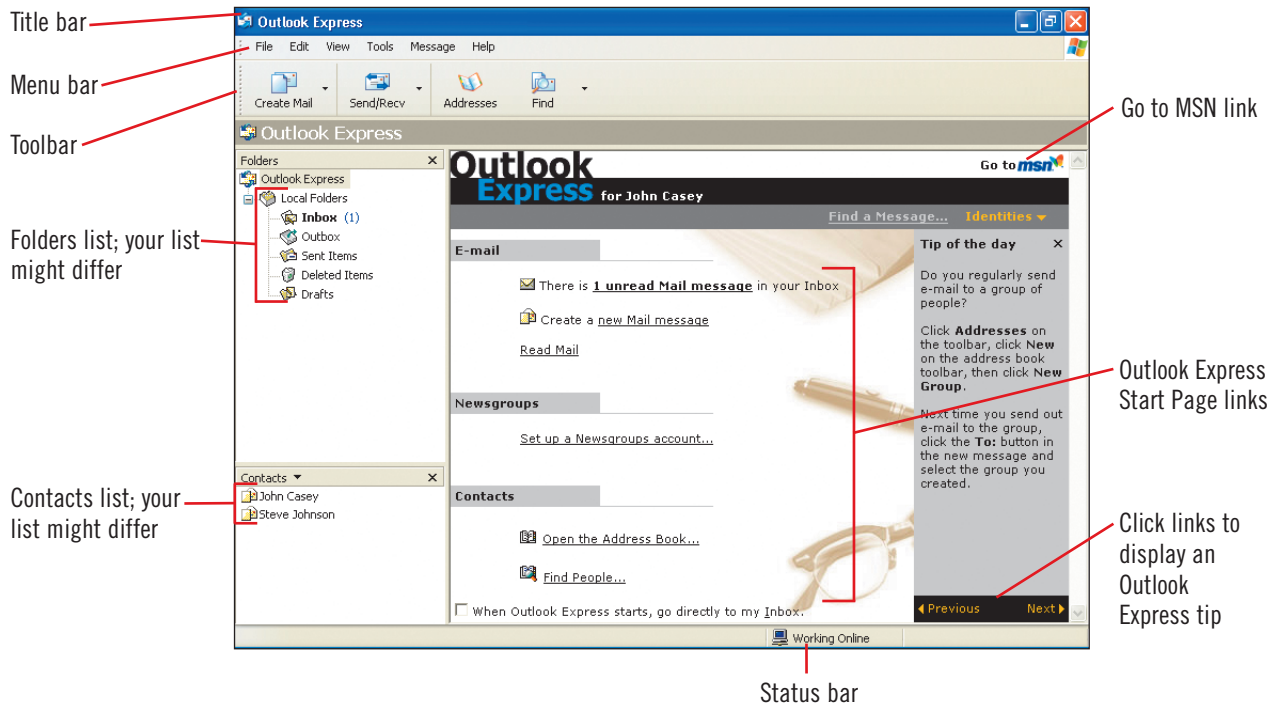 Title bar
Menu bar
Toolbar
Folders list; your list
might differ
Contacts list; your
list might differ
Outlook Express
File Edit View Tools Message Help
Create Mail Send/Recv Addresses Find
Outlook Express
Folders
Outlook Express
Local Folders
Inbox (1)
Outbox
Sent Items
Deleted Items
Drafts
Contacts
John Casey
Steve Johnson
Go to msn
Outlook
Express for John Casey
Find a Message... Identities
E-mail
There is 1 unread Mail message in your Inbox
Create a new Mail message
Read Mail
Newsgroups
Set up a Newsgroups account...
Contacts
Open the Address Book...
Find People...
When Outlook Express starts, go directly to my Inbox.
Tip of the day
Do you regularly send
e-mail to a group of
people?
Click Addresses on
the toolbar, click New
on the address book
toolbar, then click New
Group.
Next time you send out
e-mail to the group,
click the To: button in
the new message and
select the group you
created.
Previous Next
Working Online
Go to MSN link
Outlook Express
Start Page links
Click links to
display an
Outlook
Express tip
Status bar